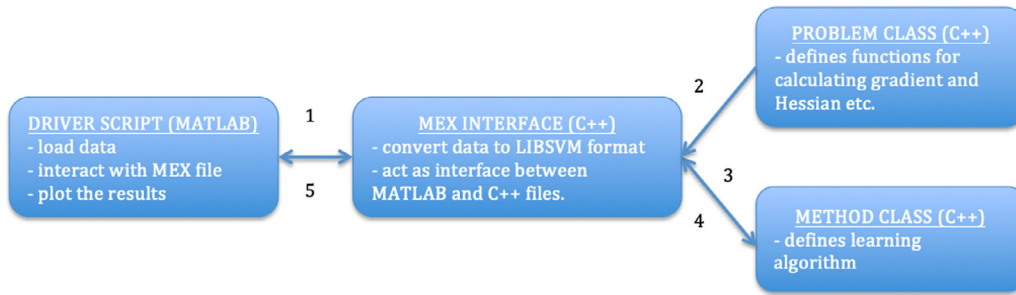 DRIVER SCRIPT (MATLAB)
- load data
- interact with MEX file
- plot the results
1
5
MEX INTERFACE (C++)
- convert data to LIBSVM format
- act as interface between
MATLAB and C++ files.
2
3
4
PROBLEM CLASS (C++)
- defines functions for
calculating gradient and
Hessian etc.
METHOD CLASS (C++)
- defines learning
algorithm